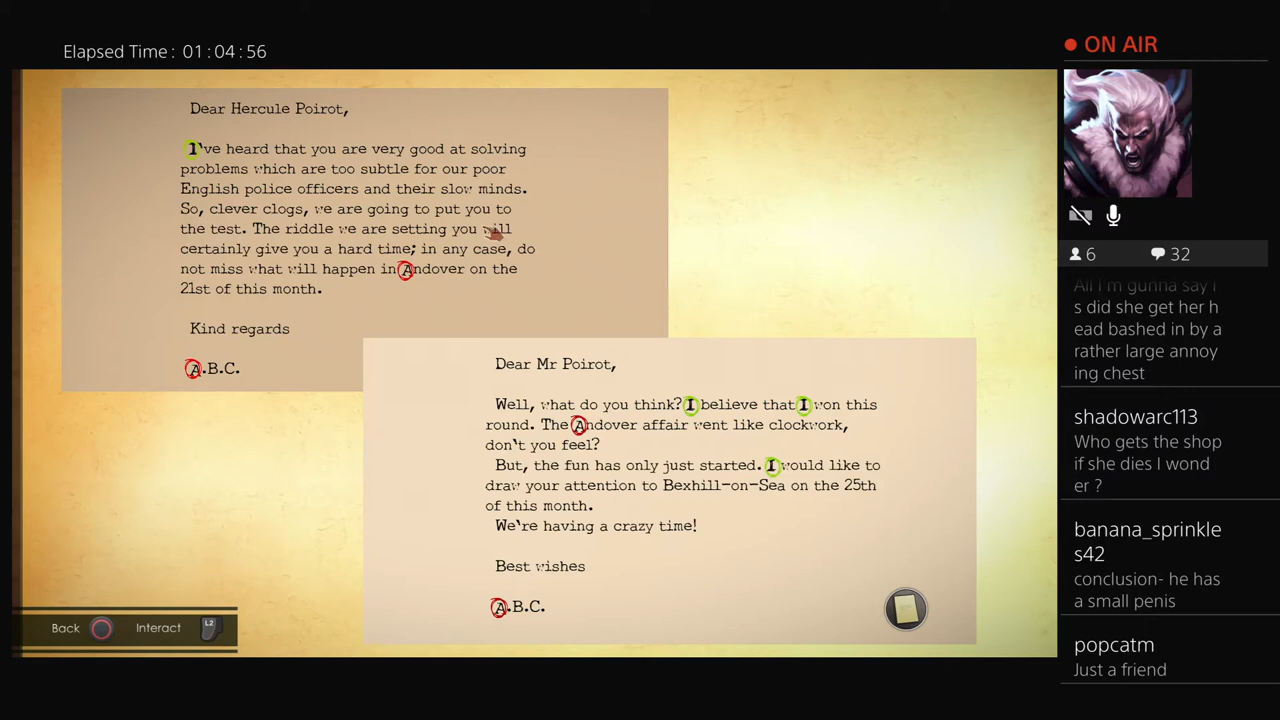 Elapsed Time: 01:04:56
ON AIR
Dear Hercule Poirot,
I've heard that you are very good at solving
problems which are too subtle for our poor
English police officers and their slow minds.
So, clever clogs, we are going to put you to
the test. The riddle we are setting you will
certainly give you a hard time; in any case, do
not miss what will happen in Andover on the
21st of this month.
Kind regards
A.B.C.
Dear Mr Poirot,
Well, what do you think? I believe that I won this
round. The Andover affair went like clockwork,
don't you feel?
But, the fun has only just started. I would like to
draw your attention to Bexhill-on-Sea on the 25th
of this month.
We're having a crazy time!
Best wishes
A.B.C.
Back
Interact
L2
6
32
All I'm gunna say i
s did she get her h
ead bashed in by a
rather large annoy
ing chest
shadowarc113
Who gets the shop
if she dies I wond
er ?
banana_sprinkle
s42
conclusion- he has
a small penis
popcatm
Just a friend